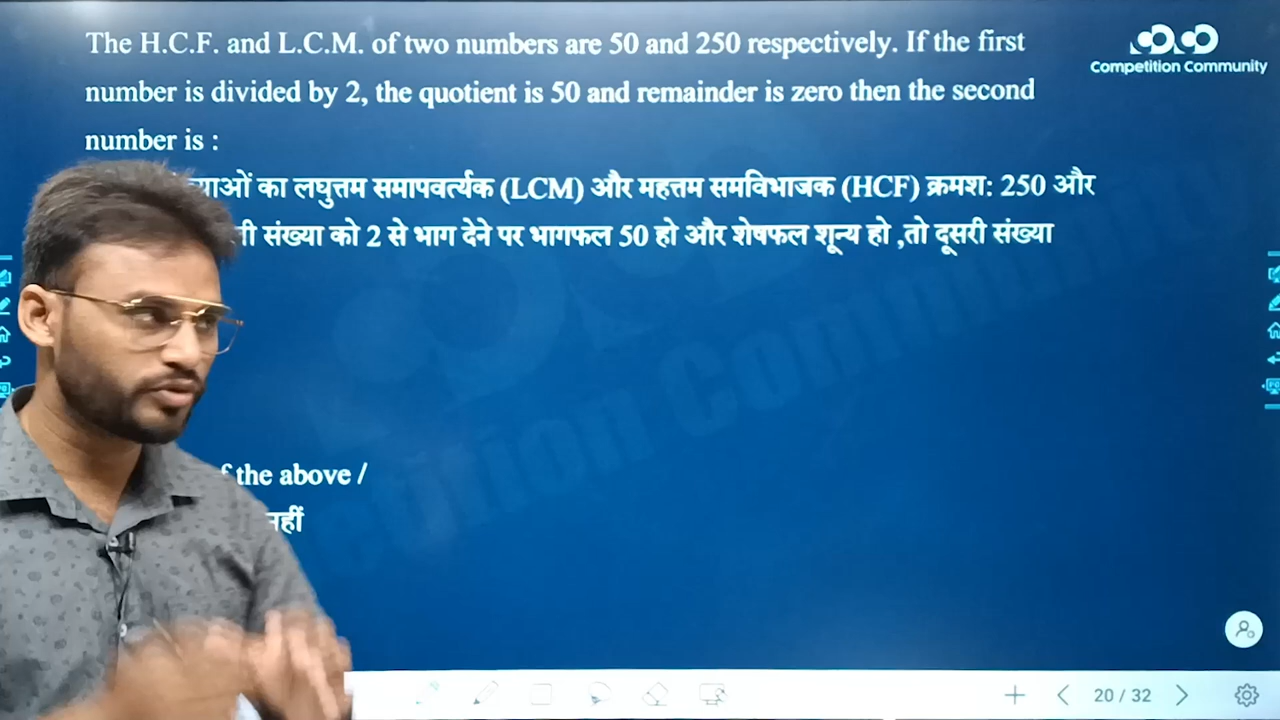 The H.C.F. and L.C.M. of two numbers are 50 and 250 respectively. If the first
number is divided by 2, the quotient is 50 and remainder is zero then the second
number is :
का लघुत्तम समापवर्त्यक (LCM) और महत्तम समविभाजक (HCF) क्रमश: 250 और
संख्या को 2 से भाग देने पर भागफल 50 हो और शेषफल शून्य हो ,तो दूसरी संख्या
the above /
नहीं
Competition Community
20 / 32